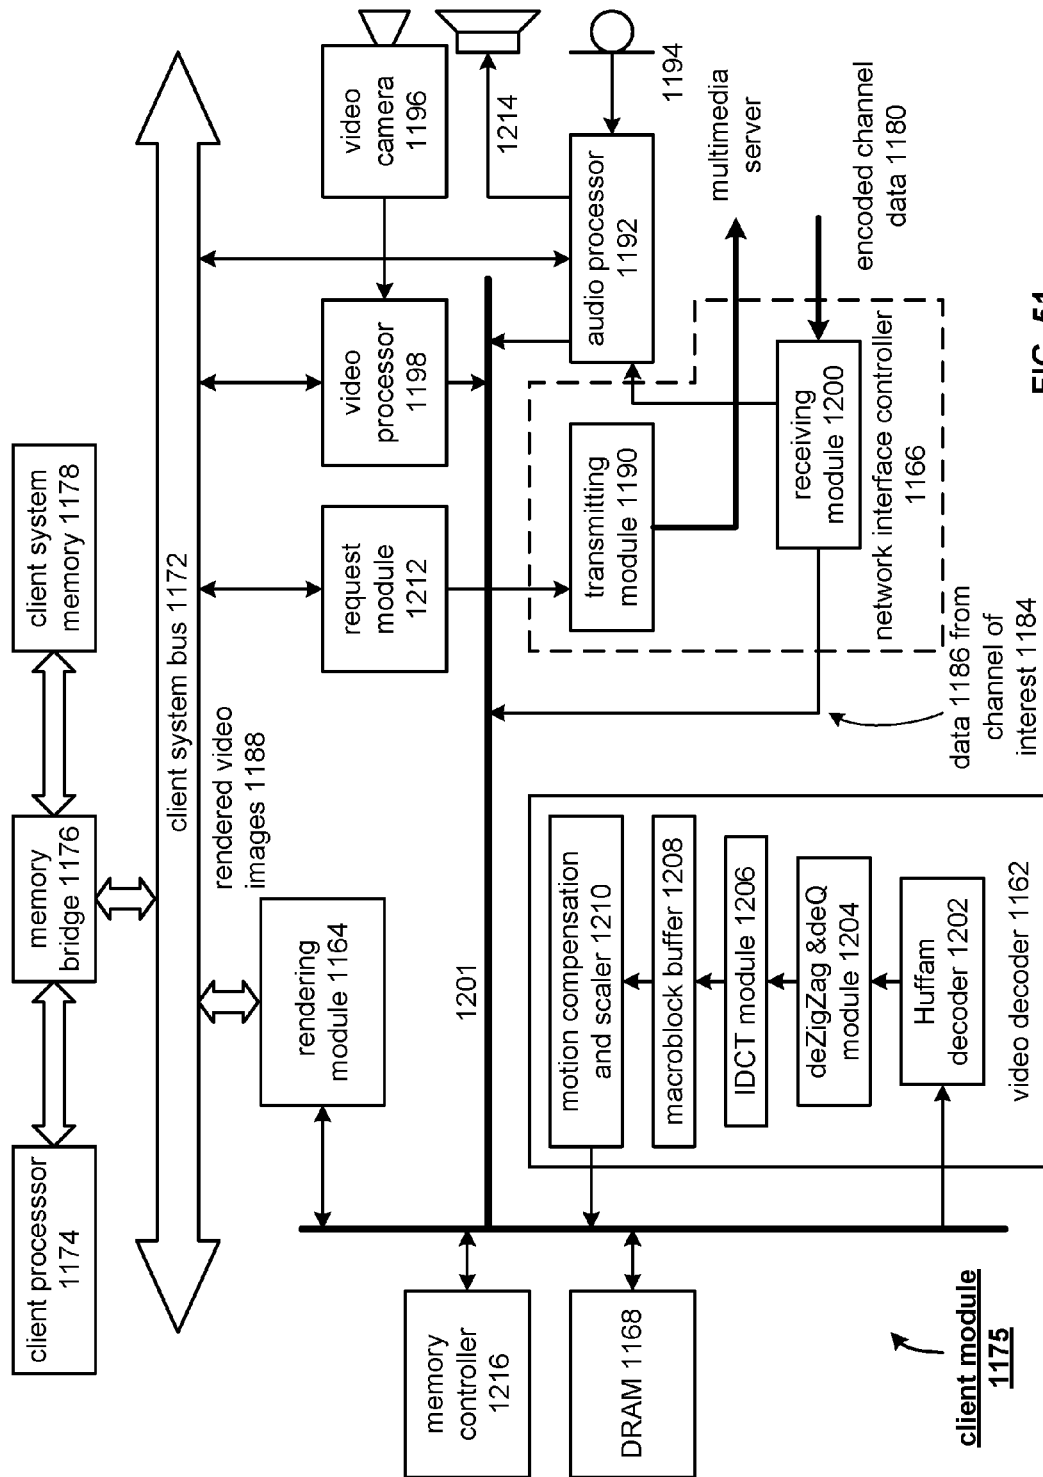 client processsor
1174
memory
bridge 1176
client system
memory 1178
client system bus 1172
rendered video
images 1188
rendering
module 1164
request
module
1212
video
processor
1198
video
camera
1196
1214
1194
audio processor
1192
multimedia
server
encoded channel
data 1180
transmitting
module 1190
receiving
module 1200
network interface controller
1166
data 1186 from
channel of
interest 1184
1201
memory
controller
1216
DRAM 1168
motion compensation
and scaler 1210
macroblock buffer 1208
IDCT module 1206
deZigZag &deQ
module 1204
Huffam
decoder 1202
video decoder 1162
client module
1175
FIG. 51